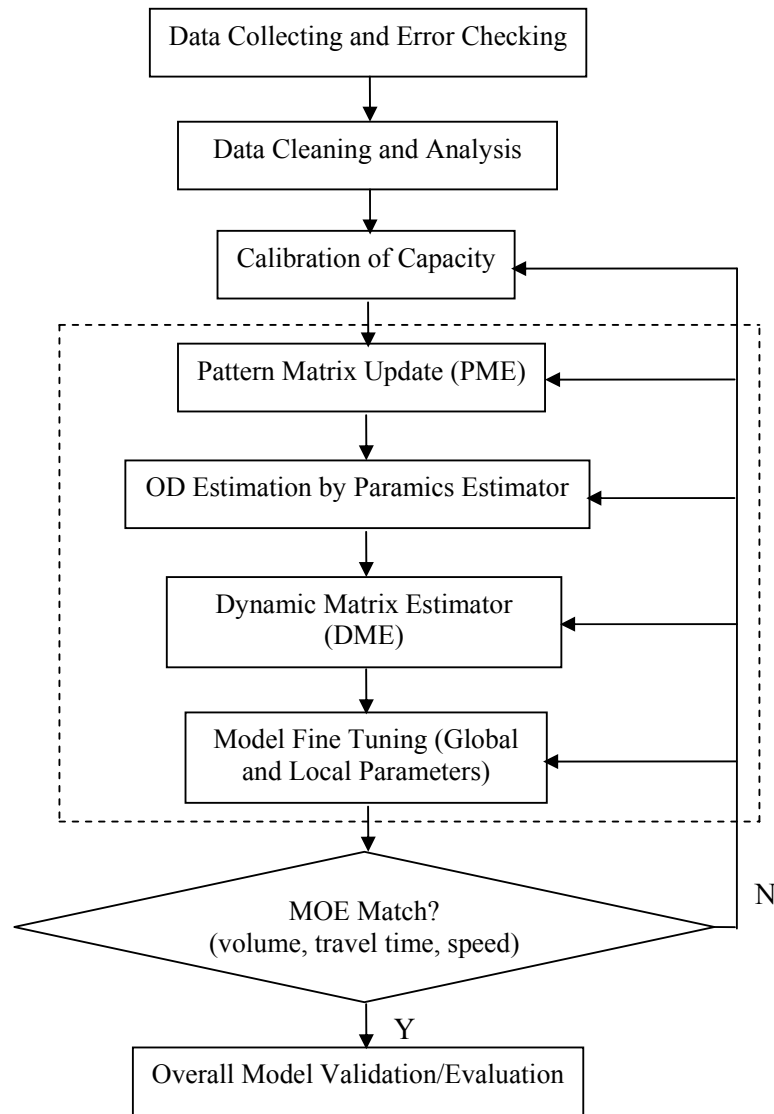 Data Collecting and Error Checking
Data Cleaning and Analysis
Calibration of Capacity
Pattern Matrix Update (PME)
OD Estimation by Paramics Estimator
Dynamic Matrix Estimator
(DME)
Model Fine Tuning (Global
and Local Parameters)
MOE Match?
(volume, travel time, speed)
N
Y
Overall Model Validation/Evaluation